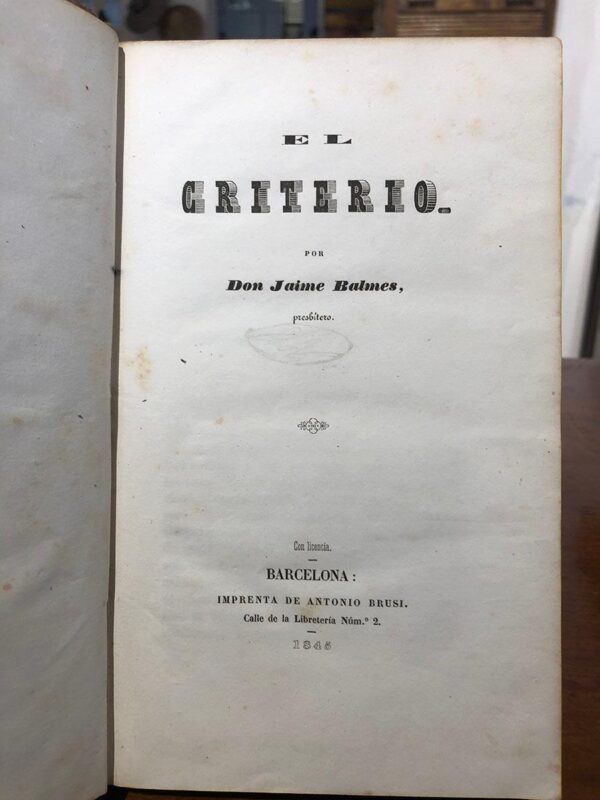 EL
CRITERIO.
POR
Don Jaime Balmes,
presbítero.
Con licencia.
BARCELONA:
IMPRENTA DE ANTONIO BRUSI.
Calle de la Libretería Núm.º 2.
1845